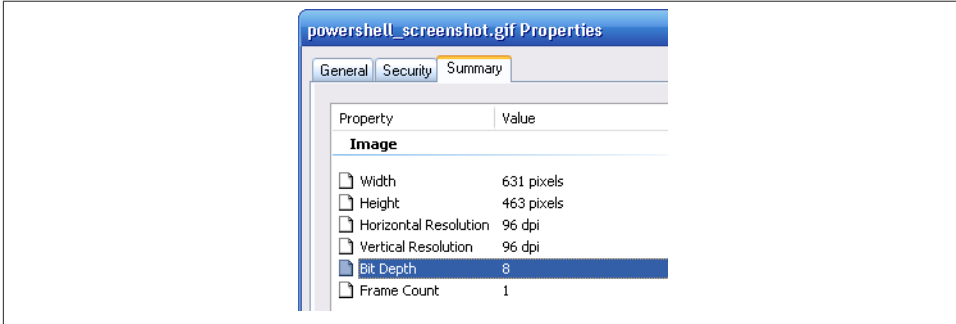 powershell_screenshot.gif Properties
General Security Summary
Property Value
Image
Width 631 pixels
Height 463 pixels
Horizontal Resolution 96 dpi
Vertical Resolution 96 dpi
Bit Depth 8
Frame Count 1